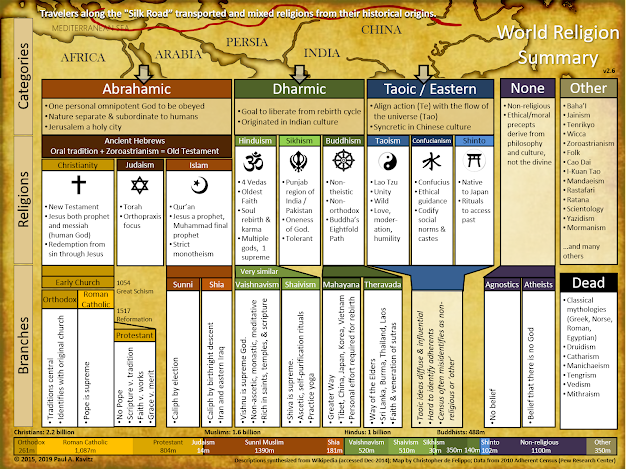 Travelers along the "Silk Road" transported and mixed religions from their historical origins.
MEDITERRANEAN SEA
AFRICA
ARABIA
PERSIA
INDIA
CHINA
World Religion
Summary
v2.6
Categories
Abrahamic
• One personal omnipotent God to be obeyed
• Nature separate & subordinate to humans
• Jerusalem a holy city
Dharmic
• Goal to liberate from rebirth cycle
• Originated in Indian culture
Taoic / Eastern
• Align action (Te) with the flow of
the universe (Tao)
• Syncretic in Chinese culture
None
• Non-religious
• Ethical/moral
precepts
derive from
philosophy
and culture,
not the divine
Other
• Baha'I
• Jainism
• Tenrikyo
• Wicca
• Zoroastrianism
• Folk
• Cao Dai
• I-Kuan Tao
• Mandaeism
• Rastafari
• Ratana
• Scientology
• Yazidism
• Mormanism
...and many
others
Religions
Ancient Hebrews
Oral tradition + Zoroastrianism = Old Testament
Christianity
• New Testament
• Jesus both prophet
and messiah
(human God)
• Redemption from
sin through Jesus
Judaism
• Torah
• Orthopraxis
focus
Islam
• Qur'an
• Jesus a prophet,
Muhammad final
prophet
• Strict
monotheism
Hinduism
• 4 Vedas
• Oldest
Faith
• Soul
rebirth &
karma
• Multiple
gods, 1
supreme
Sikhism
• Punjab
region of
India /
Pakistan
• Oneness
of God.
• Tolerant
Buddhism
• Non-
theistic
• Non-
orthodox
• Buddha's
Eightfold
Path
Taoism
• Lao Tzu
• Unity
• Wild
• Love,
moder-
ation,
humility
Confucianism
• Confucius
• Ethical
guidance
• Codify
social
norms &
castes
Shinto
• Native
to Japan
• Rituals
to access
past
Branches
Early Church
Orthodox
Roman
Catholic
1054
Great Schism
1517
Reformation
Protestant
• Traditions central
• Identifies with original church
• Pope is supreme
• No Pope
• Scripture v. tradition
• Faith v. works
• Grace v. merit
Sunni
Shia
• Caliph by election
• Caliph by birthright descent
• Iran and eastern Iraq
Very similar
Vaishnavism
Shaivism
• Vishnu is supreme God.
• Non-ascetic, monastic, meditative
• Rich in saints, temples, & scripture
• Shiva is supreme.
• Ascetic, self-purification rituals
• Practice yoga
Mahayana
Theravada
• Greater Way
• Tibet, China, Japan, Korea, Vietnam
• Personal effort required for rebirth
• Way of the Elders
• Sri Lanka, Burma, Thailand, Laos
• Faith & veneration of sutras
• Taoic ideas diffuse & influential
• Hard to identify adherents
• Census often misidentifies as non-
religious or 'other'
Agnostics
Atheists
• No belief
• Belief that there is no God
Dead
• Classical
mythologies
(Greek, Norse,
Roman,
Egyptian)
• Druidism
• Catharism
• Manichaeism
• Tengrism
• Vedism
• Mithraism
Christians: 2.2 billion
Muslims: 1.6 billion
Hindus: 1 billion
Buddhists: 488m
Orthodox
261m
Roman Catholic
1,087m
Protestant
804m
Judaism
14m
Sunni Muslim
1390m
Shia
181m
Vaishnavism
520m
Shaivism
510m
Sikhism
30m
350m
140m
Shinto
102m
Non-religious
1100m
Other
350m
© 2015, 2019 Paul A. Kavitz
Descriptions synthesized from Wikipedia (accessed Dec 2014); Map by Christopher de Felippo; Data from 2010 Adherent Census (Pew Research Center)